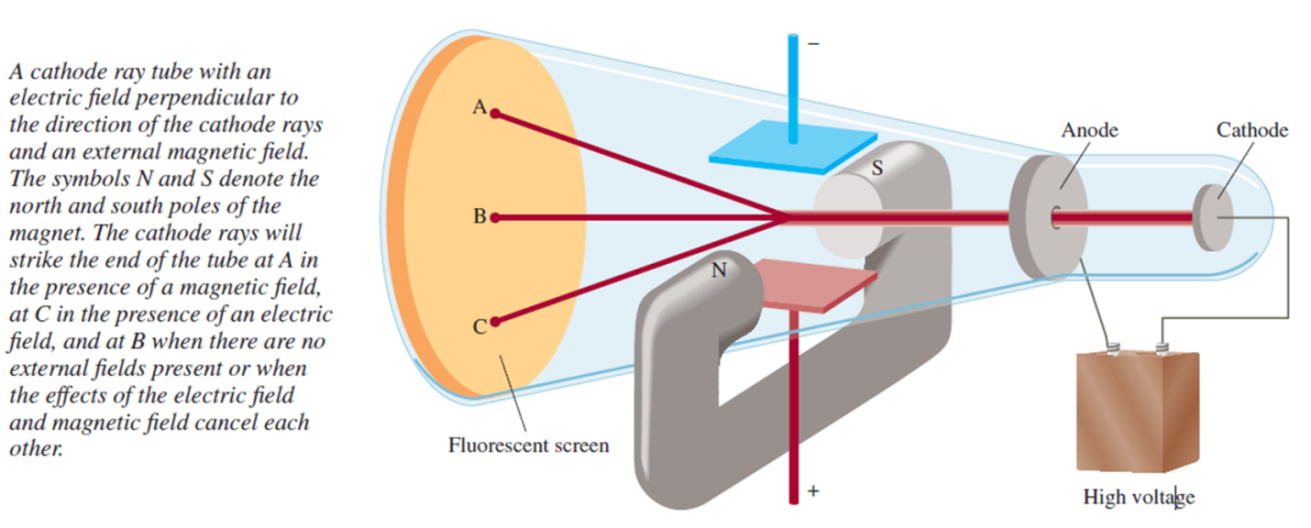 A cathode ray tube with an
electric field perpendicular to
the direction of the cathode rays
and an external magnetic field.
The symbols N and S denote the
north and south poles of the
magnet. The cathode rays will
strike the end of the tube at A in
the presence of a magnetic field,
at C in the presence of an electric
field, and at B when there are no
external fields present or when
the effects of the electric field
and magnetic field cancel each
other.
–
A
Anode
Cathode
S
B
N
C
Fluorescent screen
+
High voltage